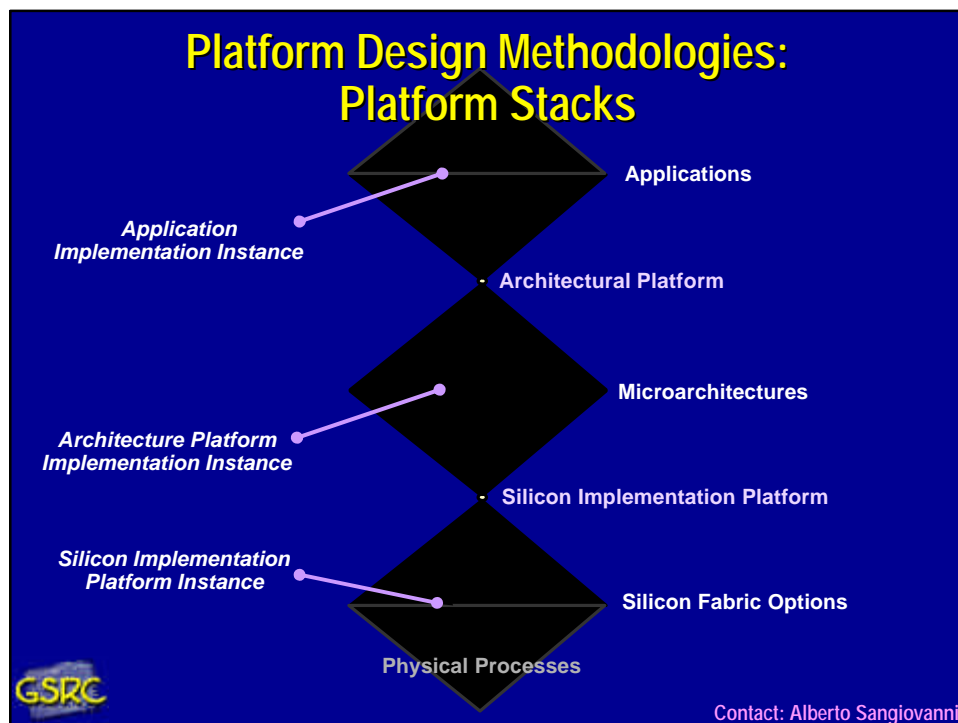 Platform Design Methodologies:
Platform Stacks
Applications
Application
Implementation Instance
Architectural Platform
Microarchitectures
Architecture Platform
Implementation Instance
Silicon Implementation Platform
Silicon Implementation
Platform Instance
Silicon Fabric Options
Physical Processes
GSRC
Contact: Alberto Sangiovanni